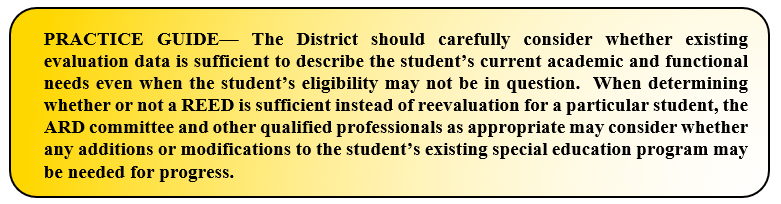 PRACTICE GUIDE— The District should carefully consider whether existing
evaluation data is sufficient to describe the student’s current academic and functional
needs even when the student’s eligibility may not be in question.  When determining
whether or not a REED is sufficient instead of reevaluation for a particular student, the
ARD committee and other qualified professionals as appropriate may consider whether
any additions or modifications to the student’s existing special education program may
be needed for progress.